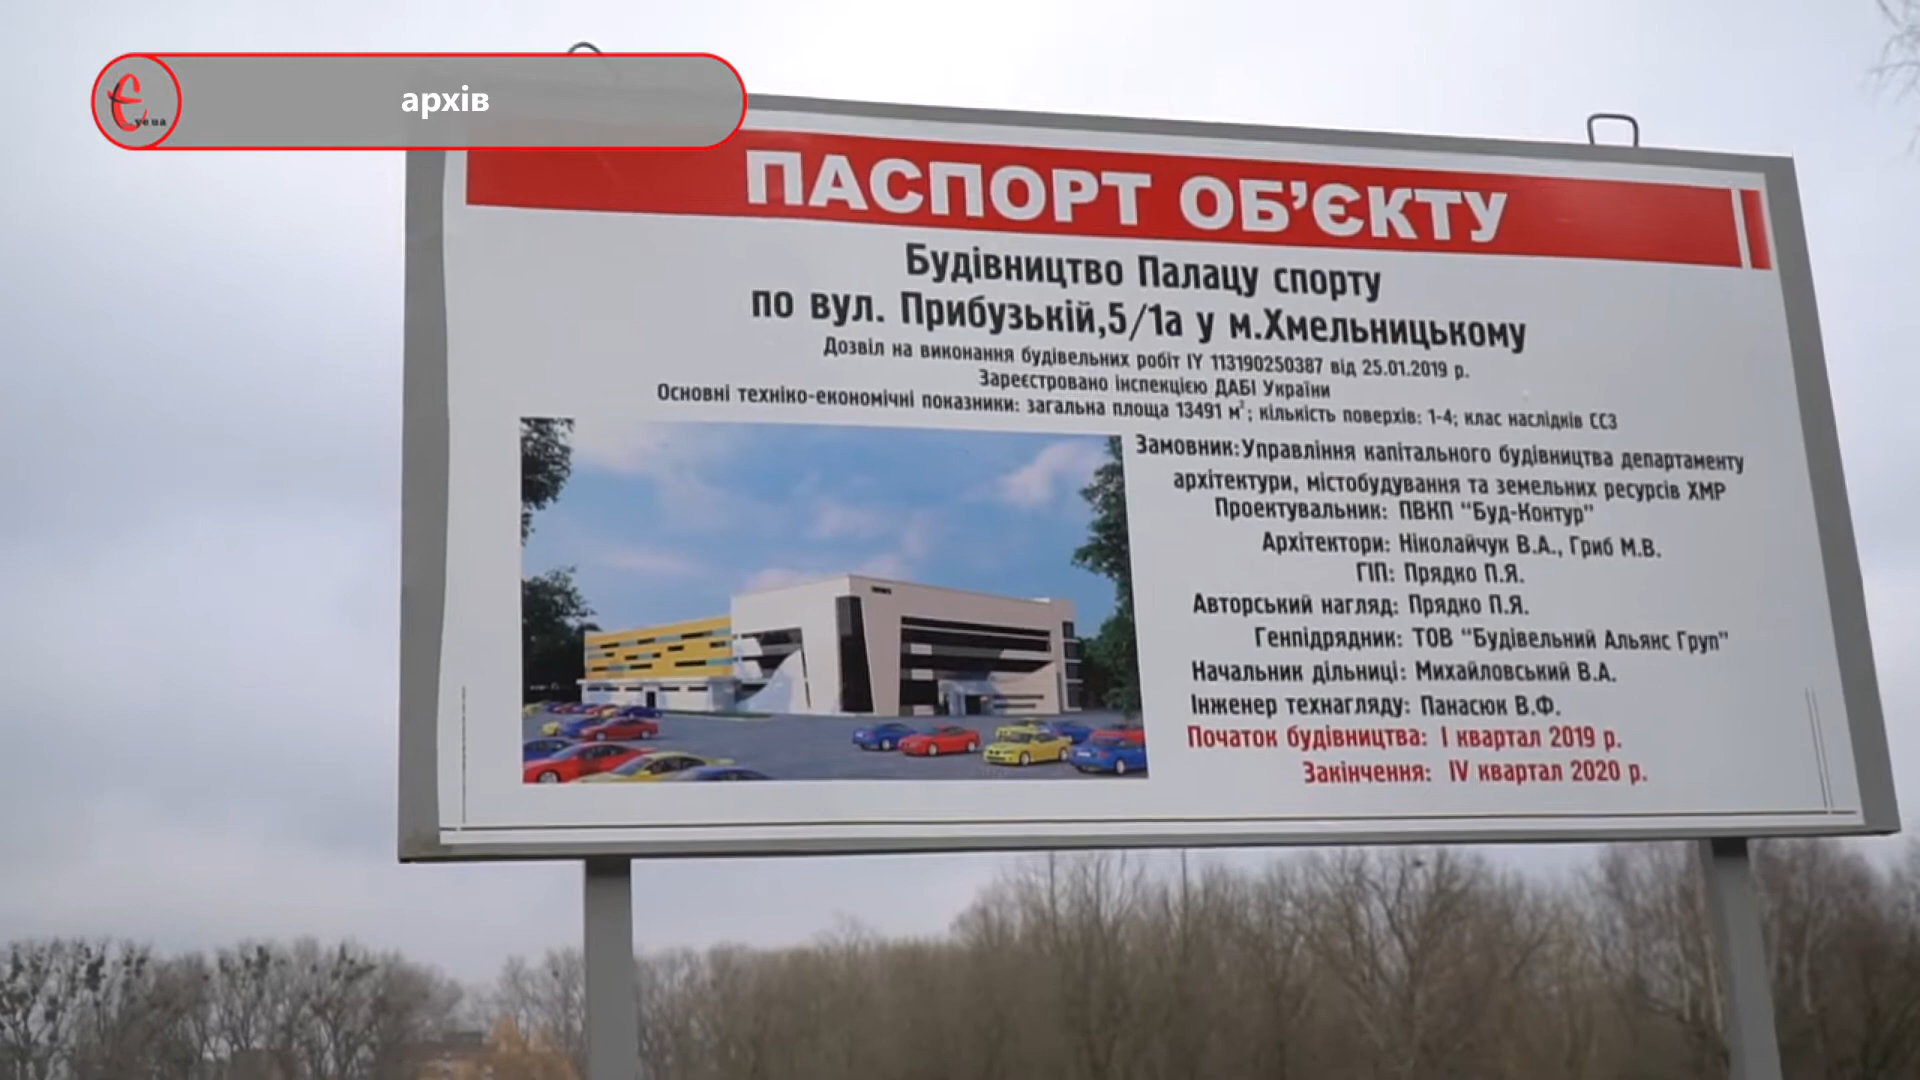 архів
ye ua
ПАСПОРТ ОБ’ЄКТУ
Будівництво Палацу спорту
по вул. Прибузькій,5/1а у м.Хмельницькому
Дозвіл на виконання будівельних робіт ІУ 113190250387 від 25.01.2019 р.
Зареєстровано інспекцією ДАБІ України
Основні техніко-економічні показники: загальна площа 13491 м²; кількість поверхів: 1-4; клас наслідків СС3
Замовник:Управління капітального будівництва департаменту
архітектури, містобудування та земельних ресурсів ХМР
Проектувальник: ПВКП “Буд-Контур”
Архітектори: Ніколайчук В.А., Гриб М.В.
ГІП: Прядко П.Я.
Авторський нагляд: Прядко П.Я.
Генпідрядник: ТОВ “Будівельний Альянс Груп”
Начальник дільниці: Михайловський В.А.
Інженер технагляду: Панасюк В.Ф.
Початок будівництва: І квартал 2019 р.
Закінчення: IV квартал 2020 р.